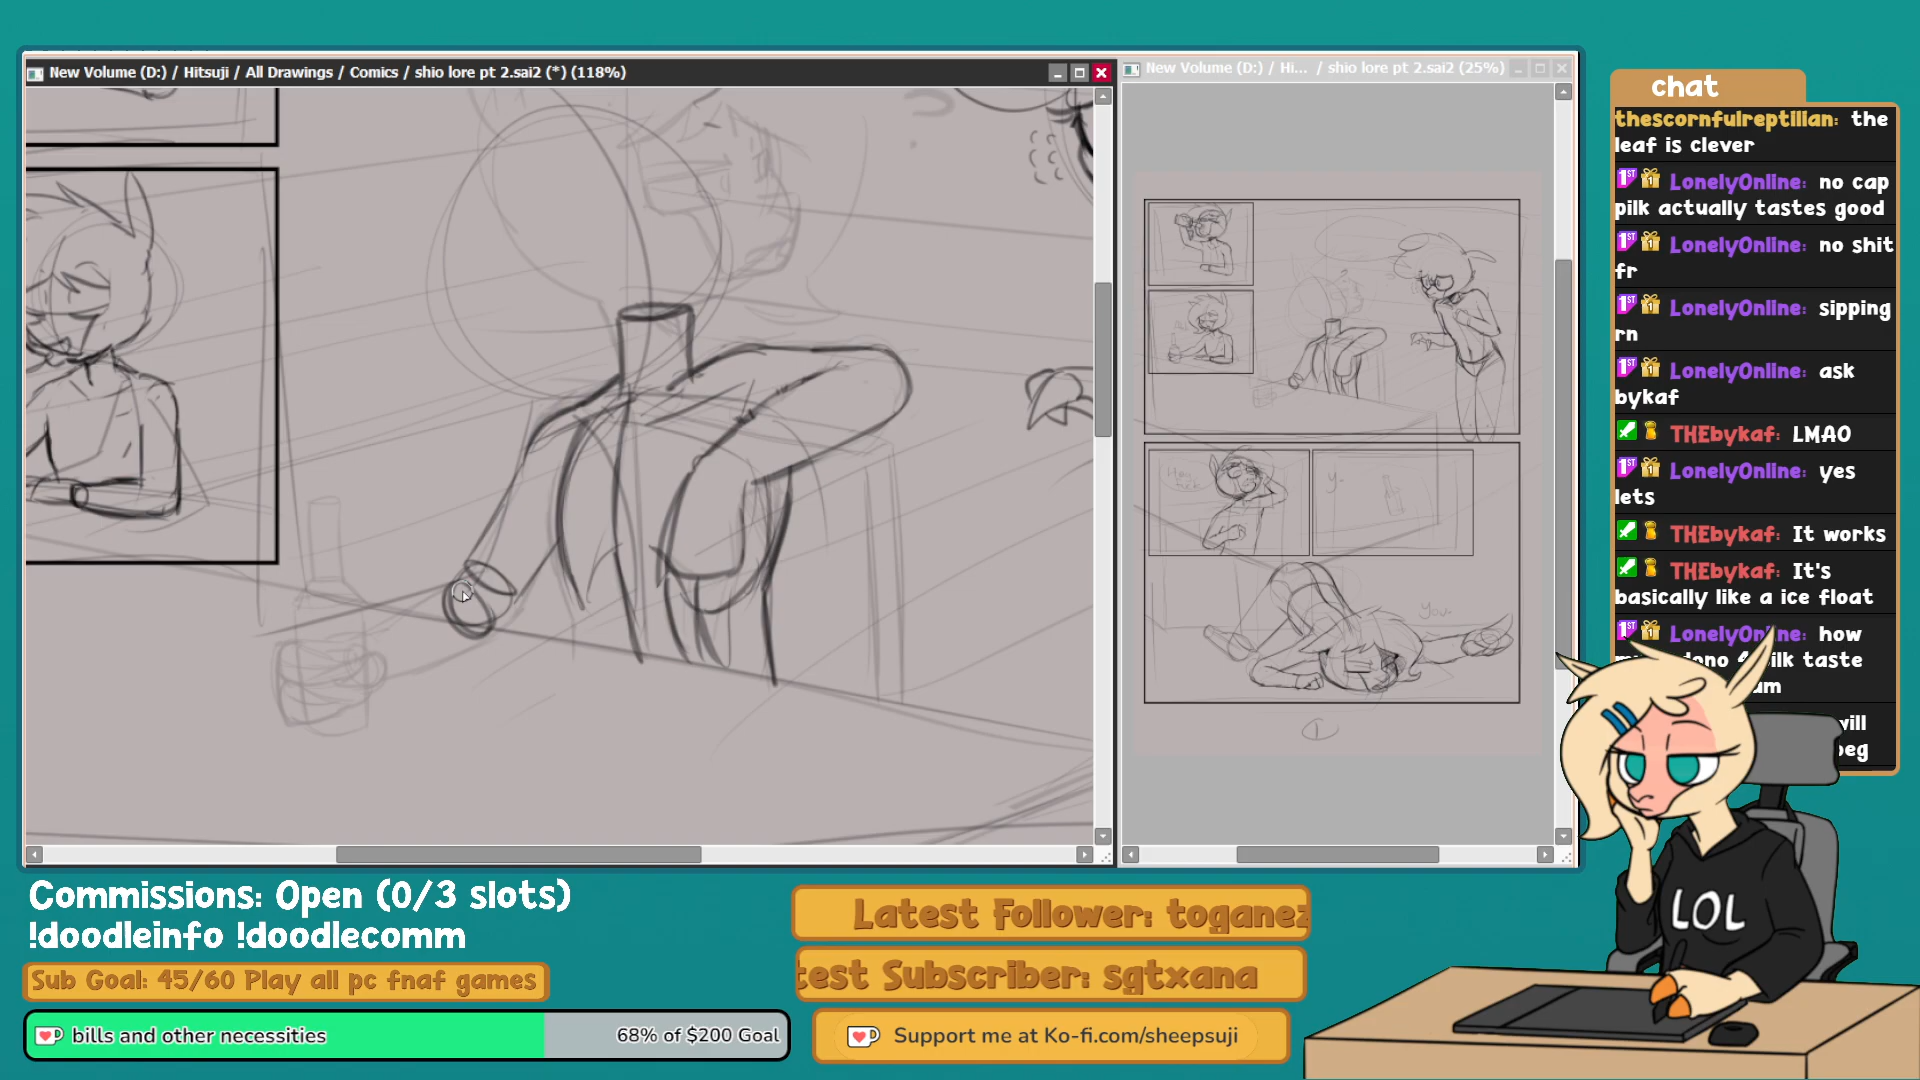 New Volume (D:) / Hitsuji / All Drawings / Comics / shio lore pt 2.sai2 (*) (118%)
New Volume (D:) / Hi... / shio lore pt 2.sai2 (25%)
chat
thescornfulreptilian: the
leaf is clever
LonelyOnline: no cap
pilk actually tastes good
LonelyOnline: no shit
fr
LonelyOnline: sipping
rn
LonelyOnline: ask
bykaf
THEbykaf: LMAO
LonelyOnline: yes
lets
THEbykaf: It works
THEbykaf: It's
basically like a ice float
LonelyOnline: how
taste
LOL
Commissions: Open (0/3 slots)
!doodleinfo !doodlecomm
Sub Goal: 45/60 Play all pc fnaf games
bills and other necessities
68% of $200 Goal
Latest Follower: toganez
test Subscriber: sgtxana
Support me at Ko-fi.com/sheepsuji